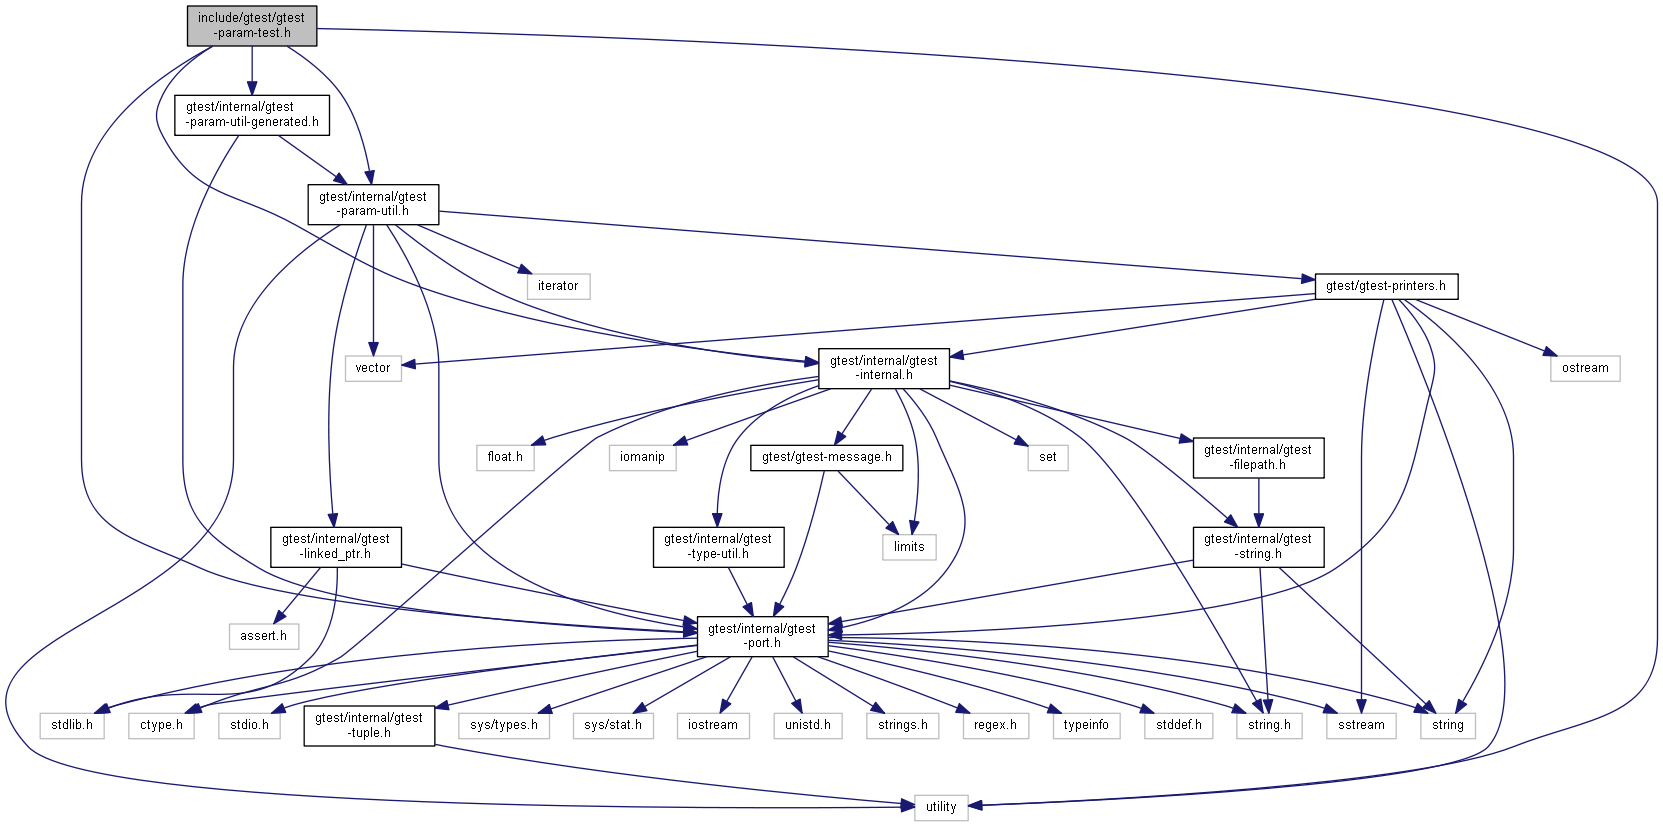 include/gtest/gtest
-param-test.h
gtest/internal/gtest
-param-util-generated.h
gtest/internal/gtest
-param-util.h
iterator
gtest/gtest-printers.h
vector
gtest/internal/gtest
-internal.h
ostream
float.h
iomanip
gtest/gtest-message.h
set
gtest/internal/gtest
-filepath.h
gtest/internal/gtest
-linked_ptr.h
gtest/internal/gtest
-type-util.h
limits
gtest/internal/gtest
-string.h
assert.h
gtest/internal/gtest
-port.h
stdlib.h
ctype.h
stdio.h
gtest/internal/gtest
-tuple.h
sys/types.h
sys/stat.h
iostream
unistd.h
strings.h
regex.h
typeinfo
stddef.h
string.h
sstream
string
utility